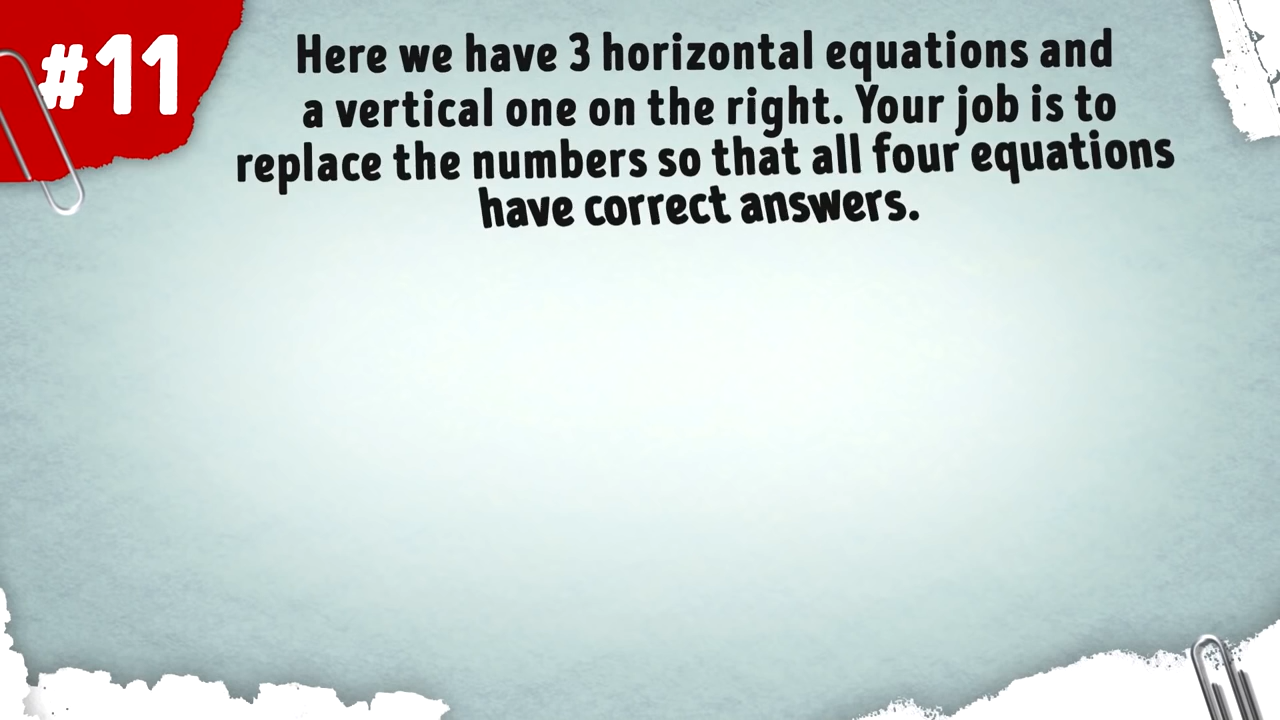 #11
Here we have 3 horizontal equations and
a vertical one on the right. Your job is to
replace the numbers so that all four equations
have correct answers.